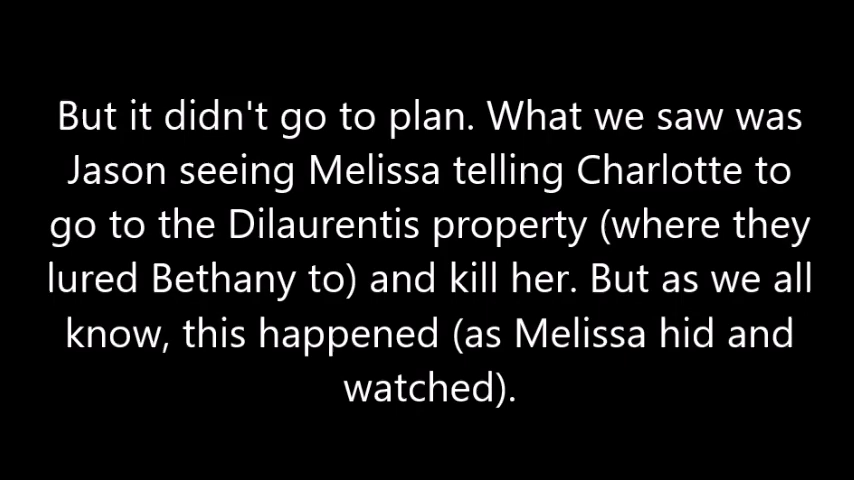 But it didn't go to plan. What we saw was
Jason seeing Melissa telling Charlotte to
go to the Dilaurentis property (where they
lured Bethany to) and kill her. But as we all
know, this happened (as Melissa hid and
watched).